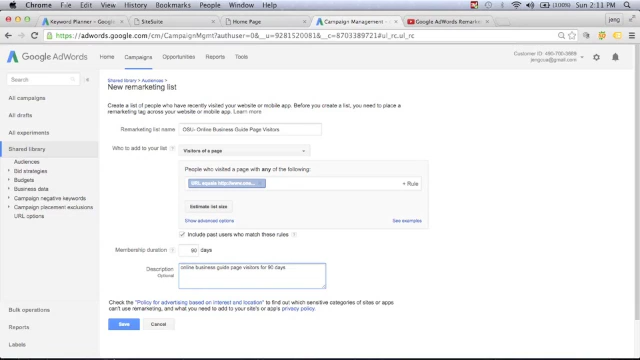 Chrome File Edit View History Bookmarks People Window Help
(100%) Sun 2:11 PM
Keyword Planner - Google A
SiteSuite
Home Page
Campaign Management -
Google AdWords Remark
jeng
https://adwords.google.com/cm/CampaignMgmt?authuser=0&__u=9281520081&__c=8703389721#ul_rc.ul_rc
Google AdWords
Home
Campaigns
Opportunities
Reports
Tools
Search
Shared library > Audiences >
New remarketing list
All campaigns
All drafts
All experiments
Shared library
Audiences
Bid strategies
Budgets
Business data
Campaign negative keywords
Campaign placement exclusions
URL options
Bulk operations
Reports
Labels
Create a list of people who have recently visited your website or mobile app. Before you create a list, you need to place a
remarketing tag across your website or mobile app. Learn more
Remarketing list name
OSU- Online Business Guide Page Visitors
Who to add to your list
Visitors of a page
People who visited a page with any of the following:
+ Rule
Estimate list size
Show advanced options
See examples
Include past users who match these rules
Membership duration
90 days
Description
Optional
online business guide page visitors for 90 days
Check the "Policy for advertising based on interest and location" to find out which sensitive categories of sites or apps
can't use remarketing, and what you need to add to your site's or app's privacy policy.
Save
Cancel